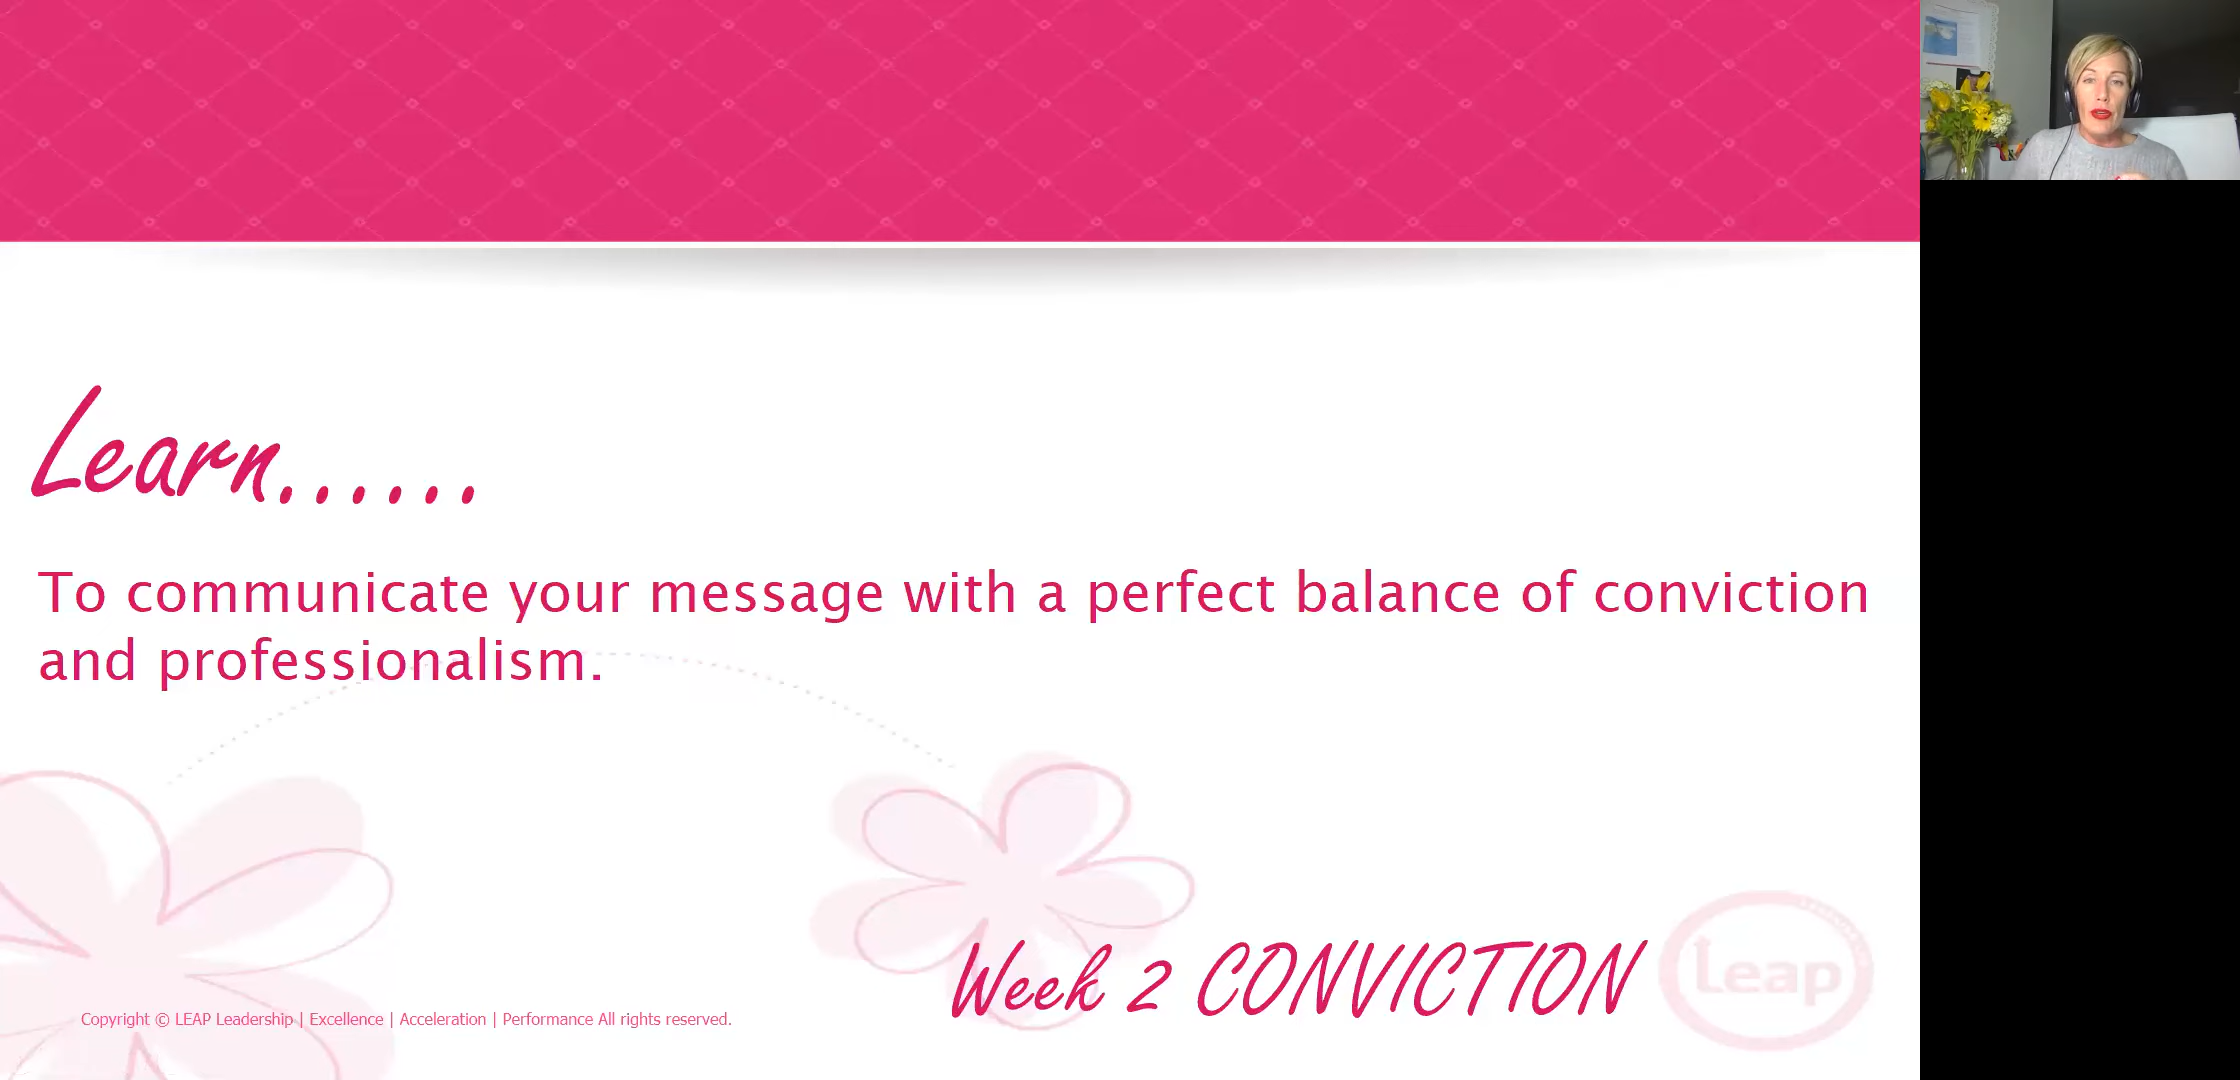 Learn......
To communicate your message with a perfect balance of conviction
and professionalism.
Week 2 CONVICTION
Leap
Copyright © LEAP Leadership | Excellence | Acceleration | Performance All rights reserved.